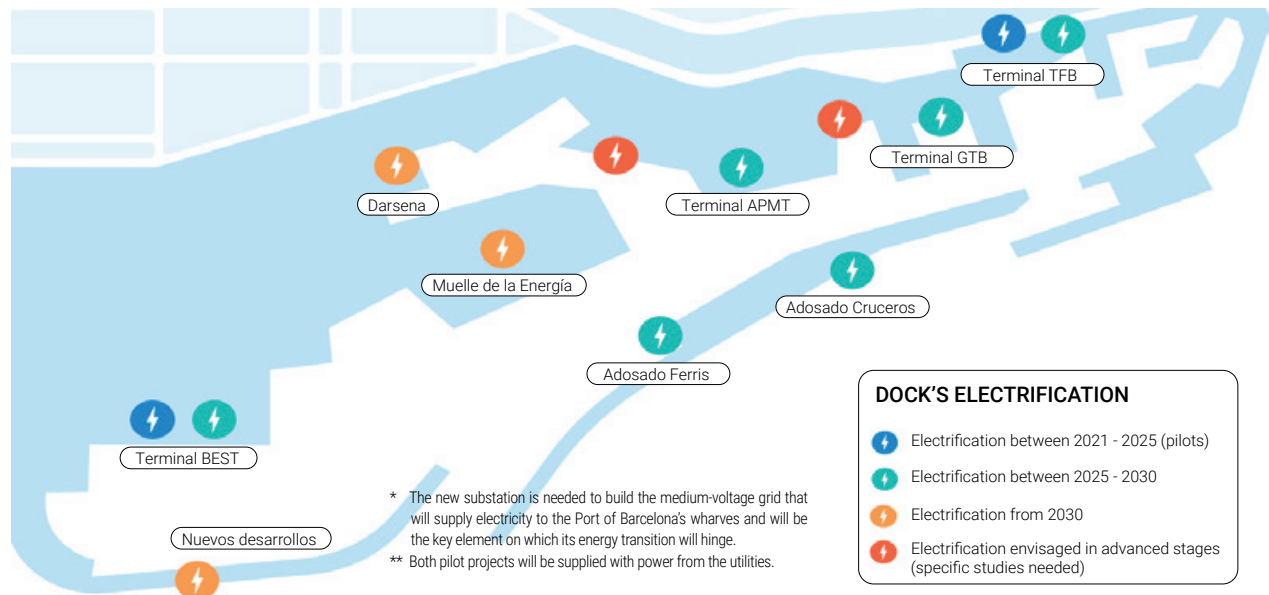 Terminal TFB
Terminal GTB
Darsena
Terminal APMT
Muelle de la Energía
Adosado Cruceros
Adosado Ferris
Terminal BEST
Nuevos desarrollos
* The new substation is needed to build the medium-voltage grid that
will supply electricity to the Port of Barcelona's wharves and will be
the key element on which its energy transition will hinge.
** Both pilot projects will be supplied with power from the utilities.
DOCK'S ELECTRIFICATION
Electrification between 2021 - 2025 (pilots)
Electrification between 2025 - 2030
Electrification from 2030
Electrification envisaged in advanced stages
(specific studies needed)